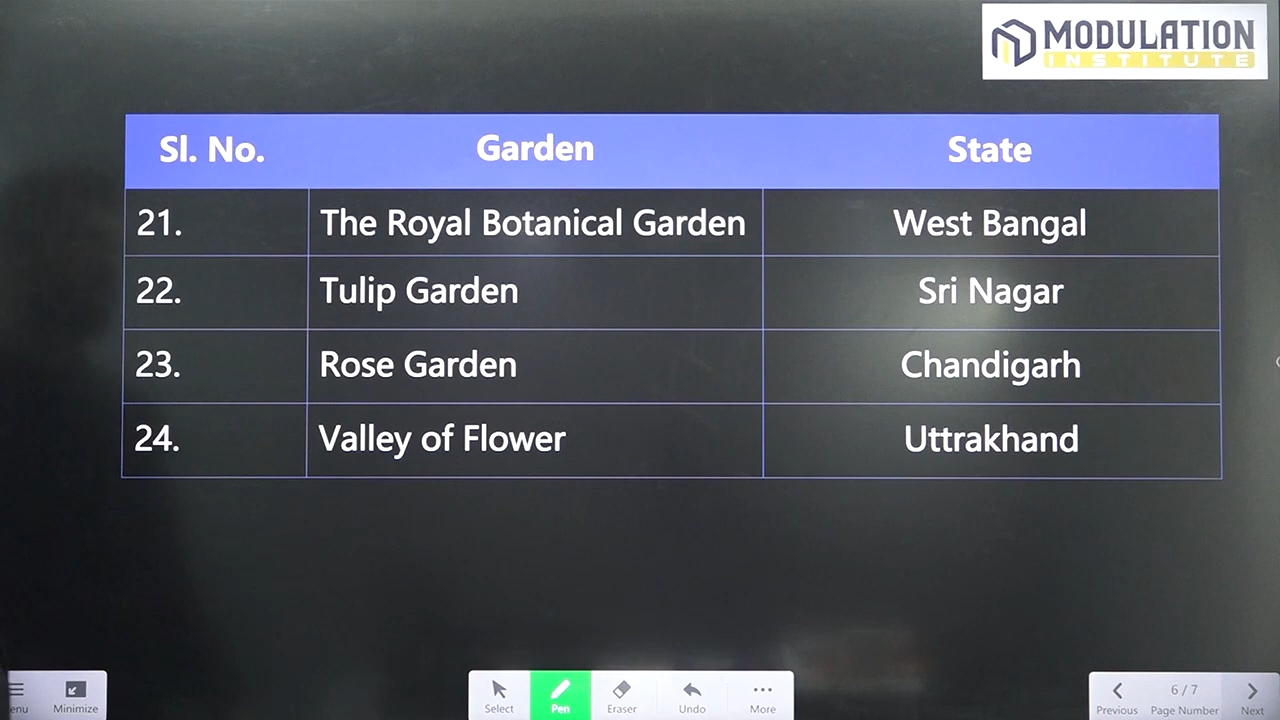 MODULATION
INSTITUTE
Sl. No. Garden State
21. The Royal Botanical Garden West Bangal
22. Tulip Garden Sri Nagar
23. Rose Garden Chandigarh
24. Valley of Flower Uttrakhand
enu Minimize Select Pen Eraser Undo More Previous 6 / 7 Page Number Next